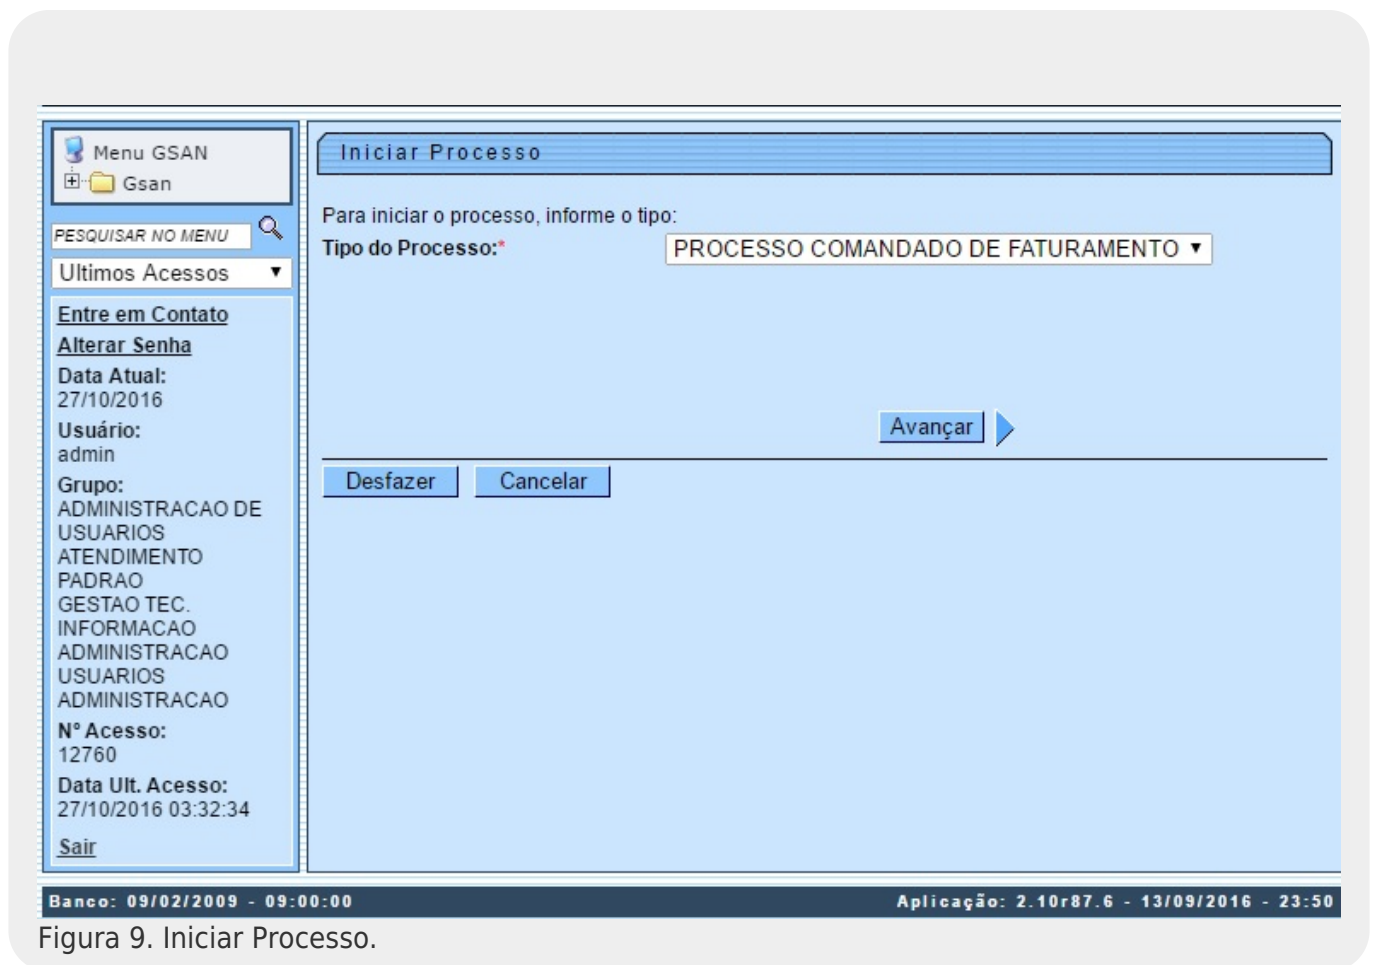 Menu GSAN
Gsan
PESQUISAR NO MENU
Ultimos Acessos
Entre em Contato
Alterar Senha
Data Atual:
27/10/2016
Usuário:
admin
Grupo:
ADMINISTRACAO DE
USUARIOS
ATENDIMENTO
PADRAO
GESTAO TEC.
INFORMACAO
ADMINISTRACAO
USUARIOS
ADMINISTRACAO
Nº Acesso:
12760
Data Ult. Acesso:
27/10/2016 03:32:34
Sair
Iniciar Processo
Para iniciar o processo, informe o tipo:
Tipo do Processo:* PROCESSO COMANDADO DE FATURAMENTO
Avançar
Desfazer Cancelar
Banco: 09/02/2009 - 09:00:00 Aplicação: 2.10r87.6 - 13/09/2016 - 23:50
Figura 9. Iniciar Processo.